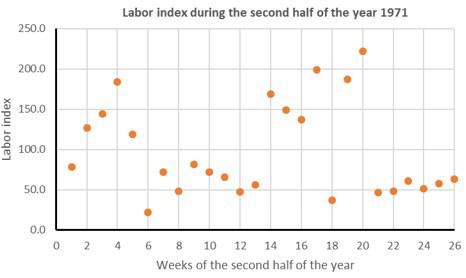 Labor index during the second half of the year 1971
250.0
200.0
150.0
100.0
50.0
0.0
Labor index
0 2 4 6 8 10 12 14 16 18 20 22 24 26
Weeks of the second half of the year